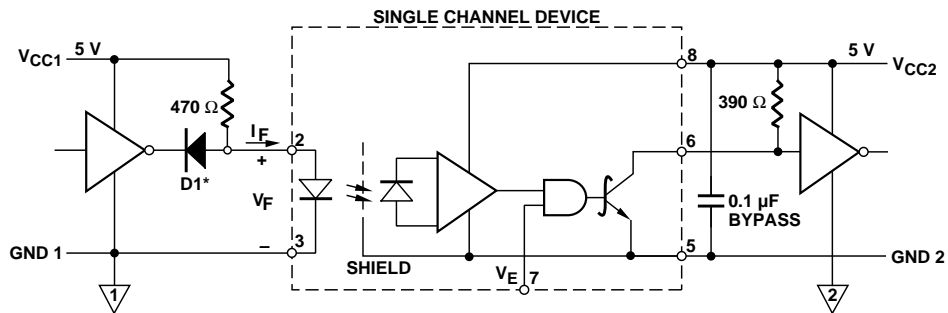 SINGLE CHANNEL DEVICE
VCC1
5 V
8
5 V
VCC2
470 Ω
390 Ω
IF
2
6
+
D1*
VF
0.1 µF
BYPASS
GND 1
–
3
5
GND 2
SHIELD
VE
7
1
2